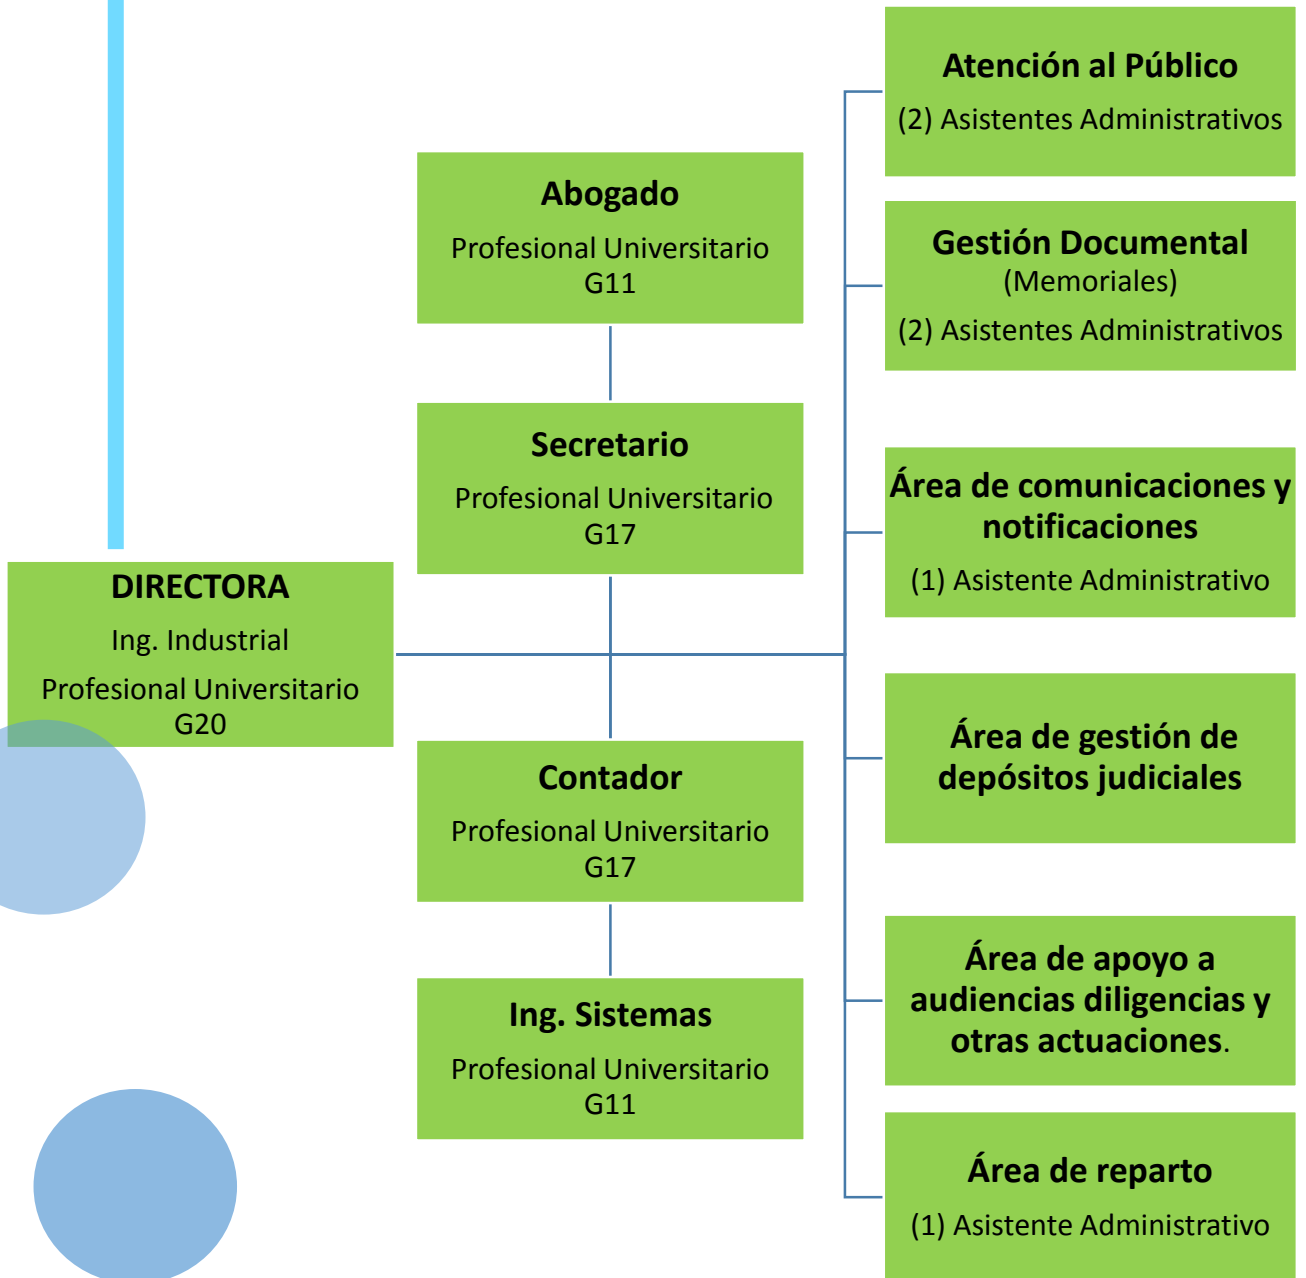 DIRECTORA
Ing. Industrial
Profesional Universitario
G20
Abogado
Profesional Universitario
G11
Secretario
Profesional Universitario
G17
Contador
Profesional Universitario
G17
Ing. Sistemas
Profesional Universitario
G11
Atención al Público
(2) Asistentes Administrativos
Gestión Documental
(Memoriales)
(2) Asistentes Administrativos
Área de comunicaciones y
notificaciones
(1) Asistente Administrativo
Área de gestión de
depósitos judiciales
Área de apoyo a
audiencias diligencias y
otras actuaciones.
Área de reparto
(1) Asistente Administrativo